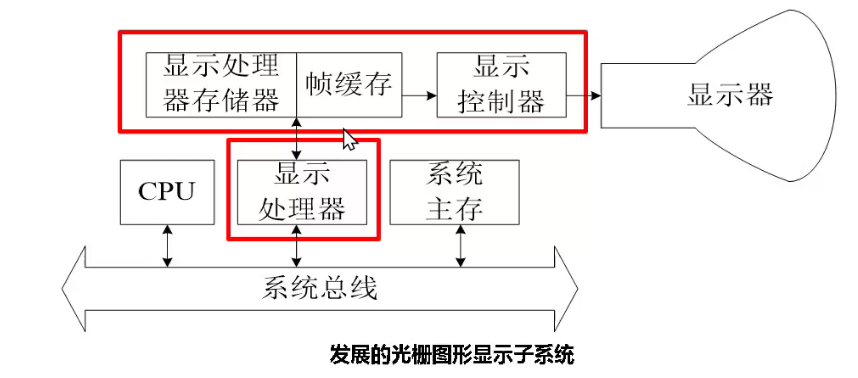 显示处理
器存储器
帧缓存
显示
控制器
显示器
CPU
显示
处理器
系统
主存
系统总线
发展的光栅图形显示子系统